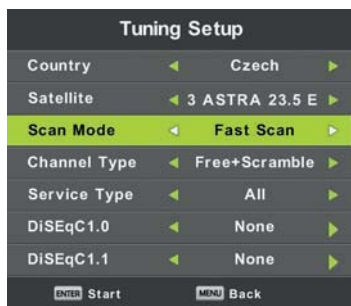 Tuning Setup
Country Czech
Satellite 3 ASTRA 23.5 E
Scan Mode Fast Scan
Channel Type Free+Scramble
Service Type All
DiSEqC1.0 None
DiSEqC1.1 None
ENTER Start MENU Back